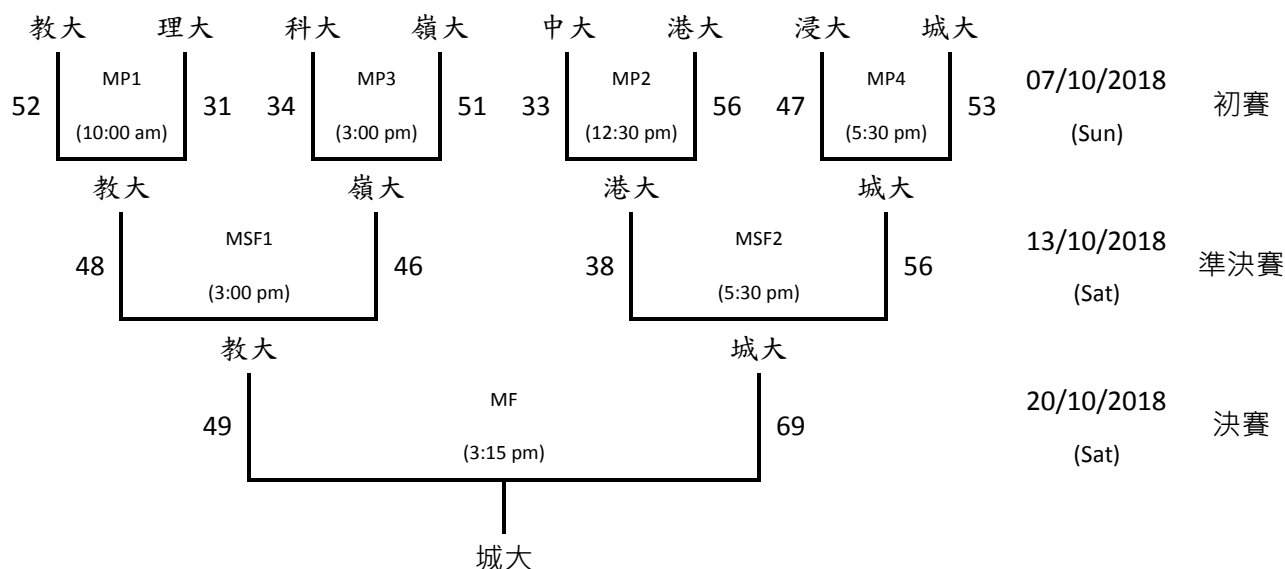 教大 理大 科大 嶺大 中大 港大 浸大 城大
MP1 MP3 MP2 MP4 07/10/2018 初賽
52 31 34 51 33 56 47 53
(10:00 am) (3:00 pm) (12:30 pm) (5:30 pm) (Sun)
教大 嶺大 港大 城大
MSF1 MSF2 13/10/2018 準決賽
48 46 38 56
(3:00 pm) (5:30 pm) (Sat)
教大 城大
MF 20/10/2018 決賽
49 69
(3:15 pm) (Sat)
城大